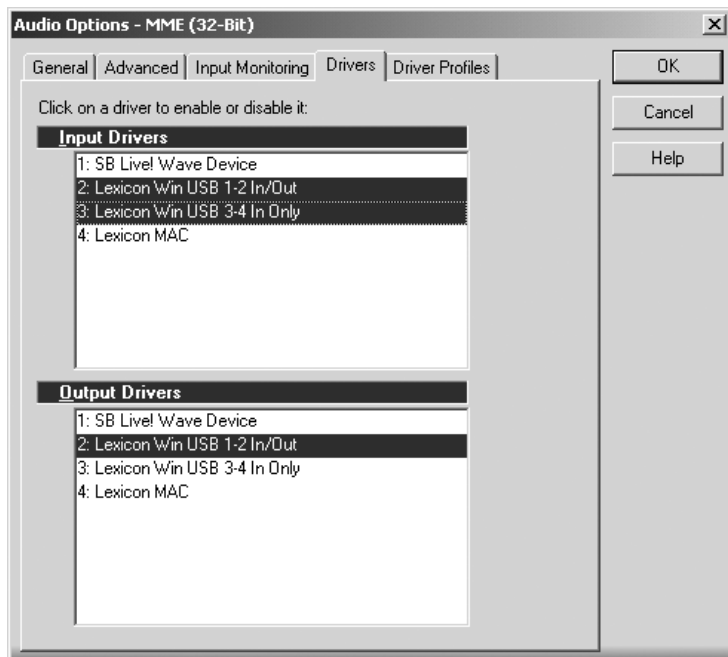 Audio Options - MME (32-Bit)
General Advanced Input Monitoring Drivers Driver Profiles
OK
Cancel
Help
Click on a driver to enable or disable it:
Input Drivers
1: SB Live! Wave Device
2: Lexicon Win USB 1-2 In/Out
3: Lexicon Win USB 3-4 In Only
4: Lexicon MAC
Output Drivers
1: SB Live! Wave Device
2: Lexicon Win USB 1-2 In/Out
3: Lexicon Win USB 3-4 In Only
4: Lexicon MAC